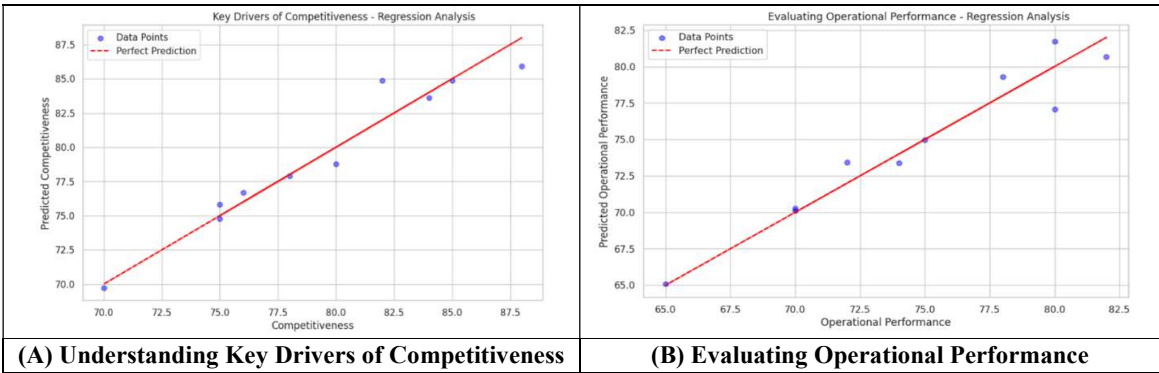 Key Drivers of Competitiveness - Regression Analysis
Data Points
Perfect Prediction
87.5
85.0
82.5
80.0
77.5
75.0
72.5
70.0
Predicted Competitiveness
70.0 72.5 75.0 77.5 80.0 82.5 85.0 87.5
Competitiveness
(A) Understanding Key Drivers of Competitiveness
Evaluating Operational Performance - Regression Analysis
Data Points
Perfect Prediction
82.5
80.0
77.5
75.0
72.5
70.0
67.5
65.0
Predicted Operational Performance
65.0 67.5 70.0 72.5 75.0 77.5 80.0 82.5
Operational Performance
(B) Evaluating Operational Performance